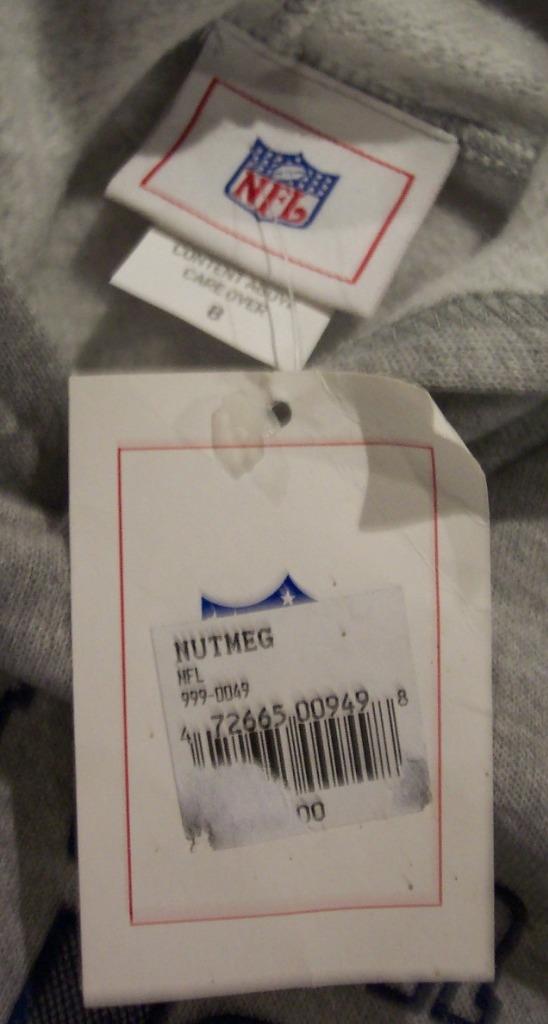 NFL
CONTENT ABOVE
CARE OVER
8
NUTMEG
NFL
999-0049
4 72665 00949 8
00